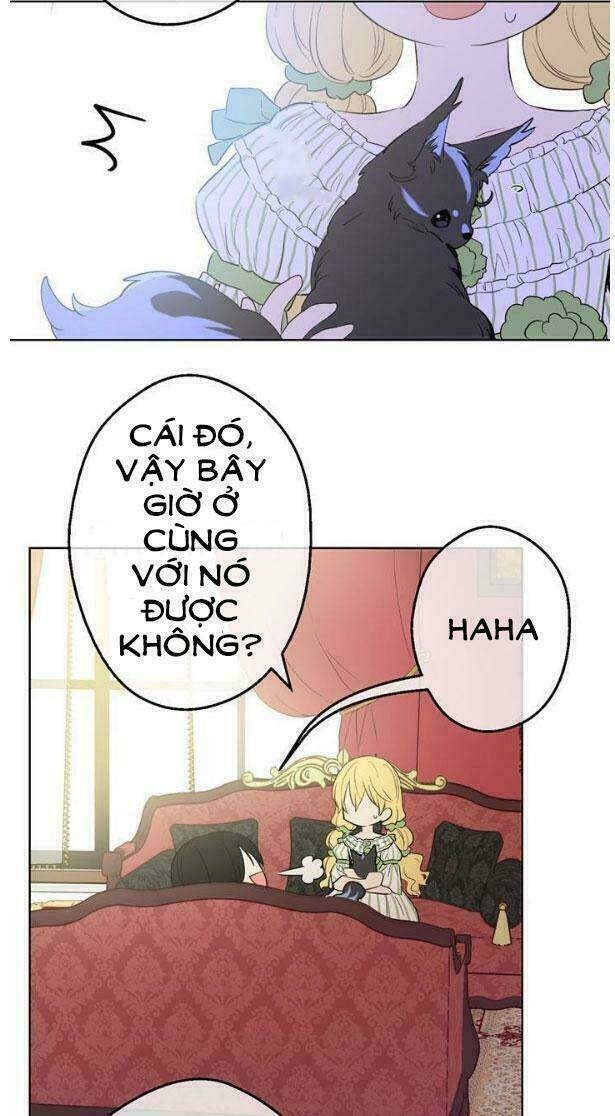 CÁI ĐÓ,
VẬY BÂY
GIỜ Ở
CÙNG
VỚI NÓ
ĐƯỢC
KHÔNG?
HAHA